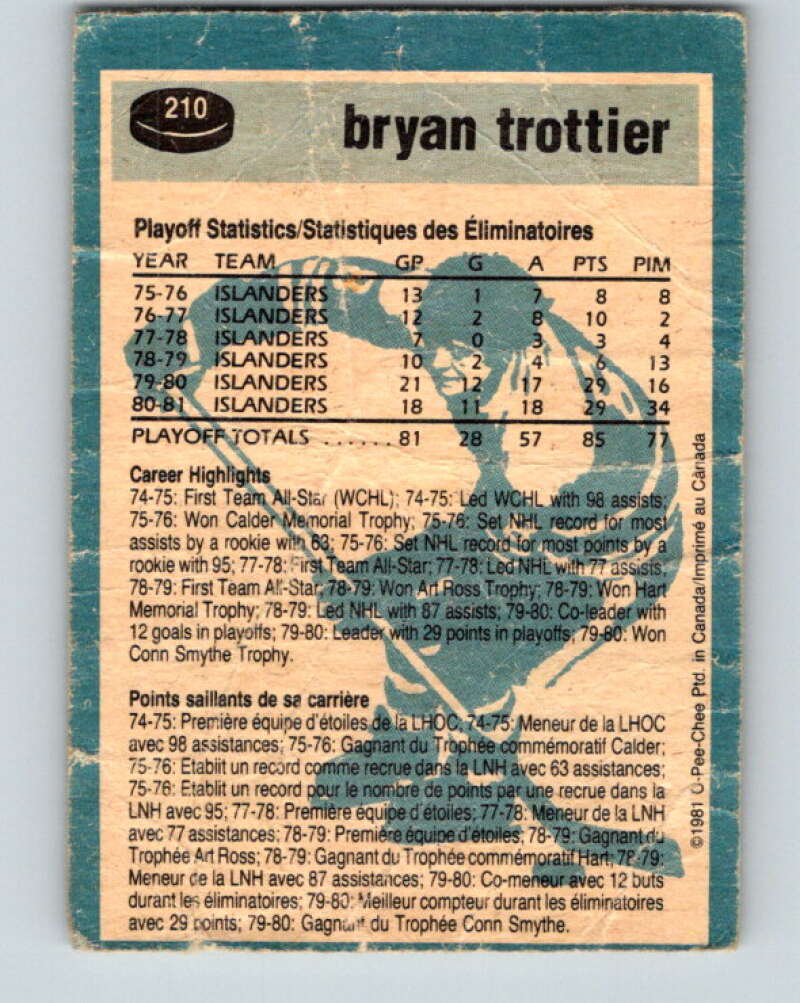 210
bryan trottier
Playoff Statistics/Statistiques des Éliminatoires
YEAR TEAM GP G A PTS PIM
75-76 ISLANDERS 13 1 7 8 8
76-77 ISLANDERS 12 2 8 10 2
77-78 ISLANDERS 7 0 3 3 4
78-79 ISLANDERS 10 2 4 6 13
79-80 ISLANDERS 21 12 17 29 16
80-81 ISLANDERS 18 11 18 29 34
PLAYOFF TOTALS ...... 81 28 57 85 77
Career Highlights
74-75: First Team All-Star (WCHL); 74-75: Led WCHL with 98 assists;
75-76: Won Calder Memorial Trophy; 75-76: Set NHL record for most
assists by a rookie with 63; 75-76: Set NHL record for most points by a
rookie with 95; 77-78: First Team All-Star; 77-78: Led NHL with 77 assists;
78-79: First Team All-Star; 78-79: Won Art Ross Trophy; 78-79: Won Hart
Memorial Trophy; 78-79: Led NHL with 87 assists; 79-80: Co-leader with
12 goals in playoffs; 79-80: Leader with 29 points in playoffs; 79-80: Won
Conn Smythe Trophy.
Points saillants de sa carrière
74-75: Première équipe d'étoiles de la LHOC; 74-75: Meneur de la LHOC
avec 98 assistances; 75-76: Gagnant du Trophée commémoratif Calder;
75-76: Etablit un record comme recrue dans la LNH avec 63 assistances;
75-76: Etablit un record pour le nombre de points par une recrue dans la
LNH avec 95; 77-78: Première équipe d'étoiles; 77-78: Meneur de la LNH
avec 77 assistances; 78-79: Première équipe d'étoiles; 78-79: Gagnant du
Trophée Art Ross; 78-79: Gagnant du Trophée commémoratif Hart; 78-79:
Meneur de la LNH avec 87 assistances; 79-80: Co-meneur avec 12 buts
durant les éliminatoires; 79-80: Meilleur compteur durant les éliminatoires
avec 29 points; 79-80: Gagnant du Trophée Conn Smythe.
©1981 O-Pee-Chee Ptd. in Canada/Imprimé au Canada